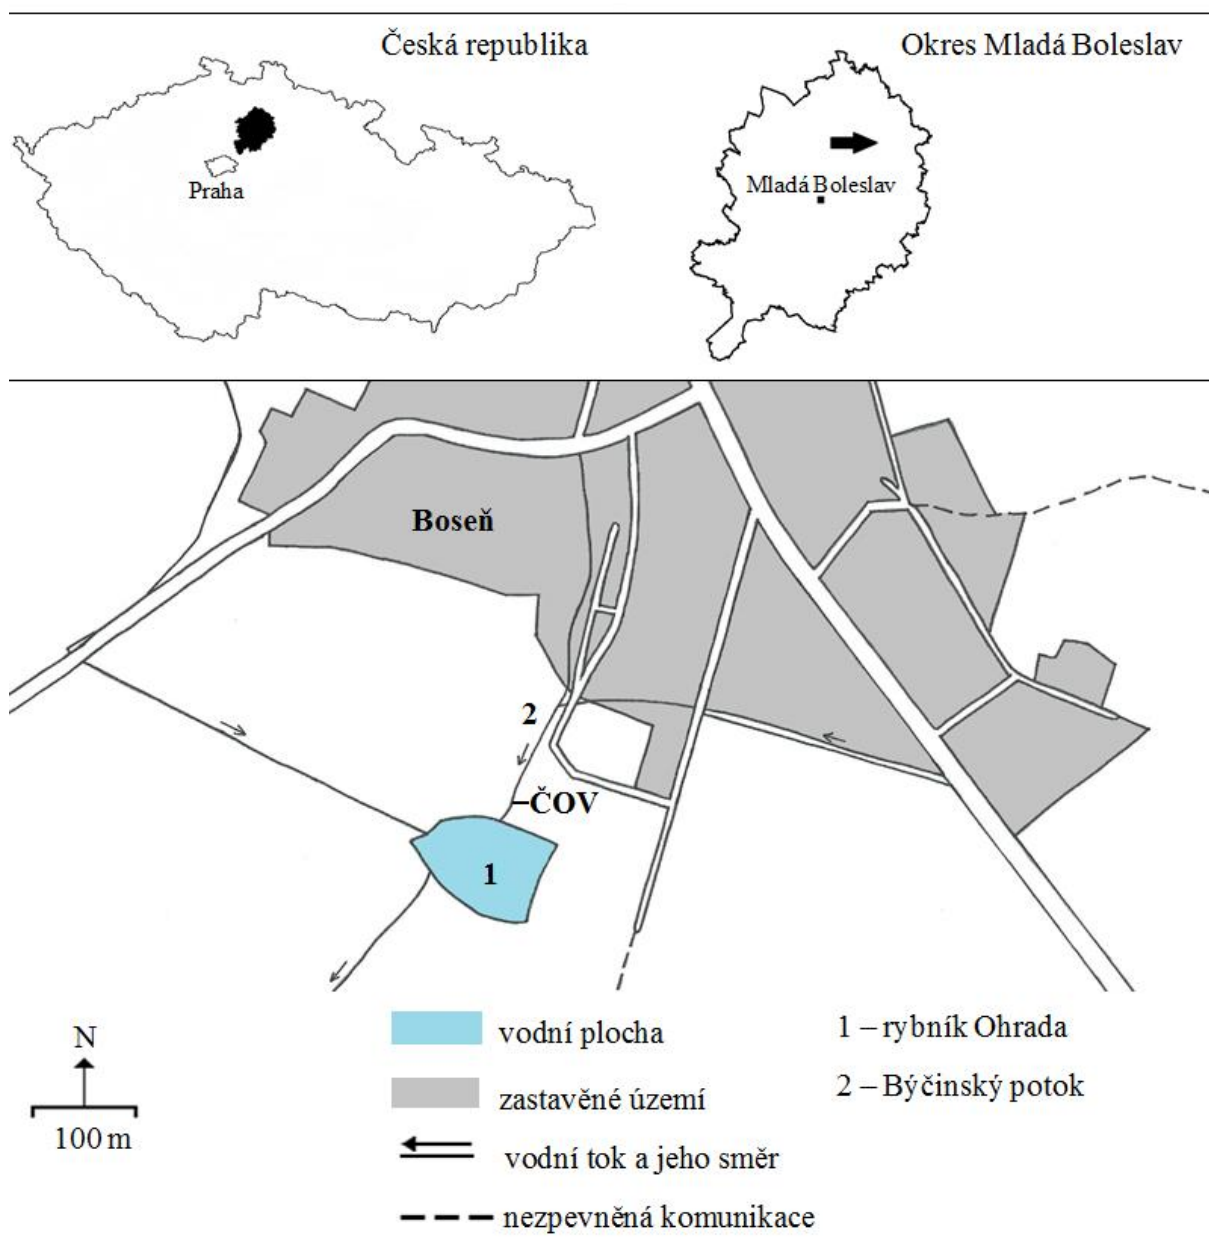 Česká republika
Okres Mladá Boleslav
Praha
Mladá Boleslav
Boseň
2
–ČOV
1
N
100 m
vodní plocha
zastavěné území
vodní tok a jeho směr
nezpevněná komunikace
1 – rybník Ohrada
2 – Býčinský potok